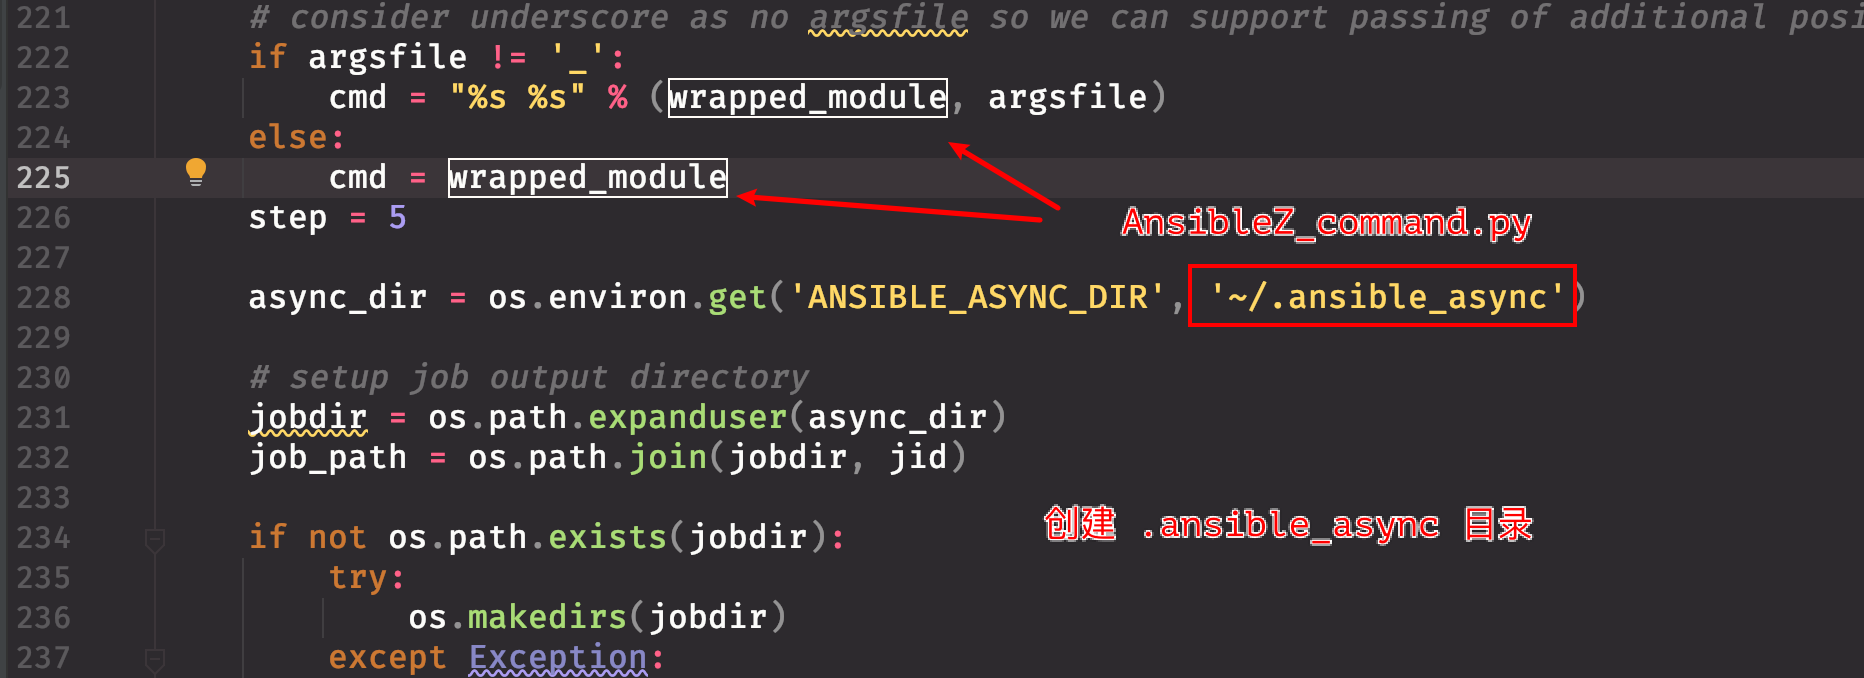 221 # consider underscore as no argsfile so we can support passing of additional posi
222 if argsfile != '_':
223 cmd = "%s %s" % (wrapped_module, argsfile)
224 else:
225 cmd = wrapped_module
226 step = 5
AnsibleZ_command.py
227
228 async_dir = os.environ.get('ANSIBLE_ASYNC_DIR', '~/.ansible_async')
229
230 # setup job output directory
231 jobdir = os.path.expanduser(async_dir)
232 job_path = os.path.join(jobdir, jid)
233
创建 .ansible_async 目录
234 if not os.path.exists(jobdir):
235 try:
236 os.makedirs(jobdir)
237 except Exception: